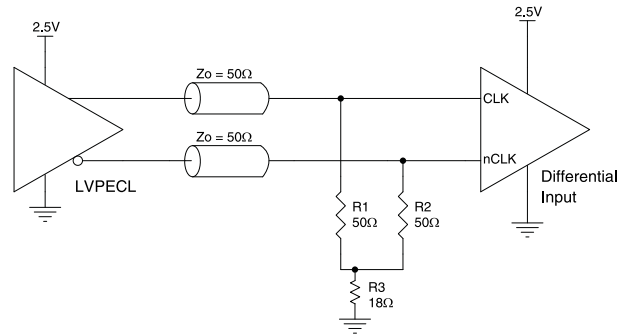 2.5V
2.5V
Zo = 50Ω
CLK
Zo = 50Ω
nCLK
LVPECL
Differential
Input
R1
50Ω
R2
50Ω
R3
18Ω